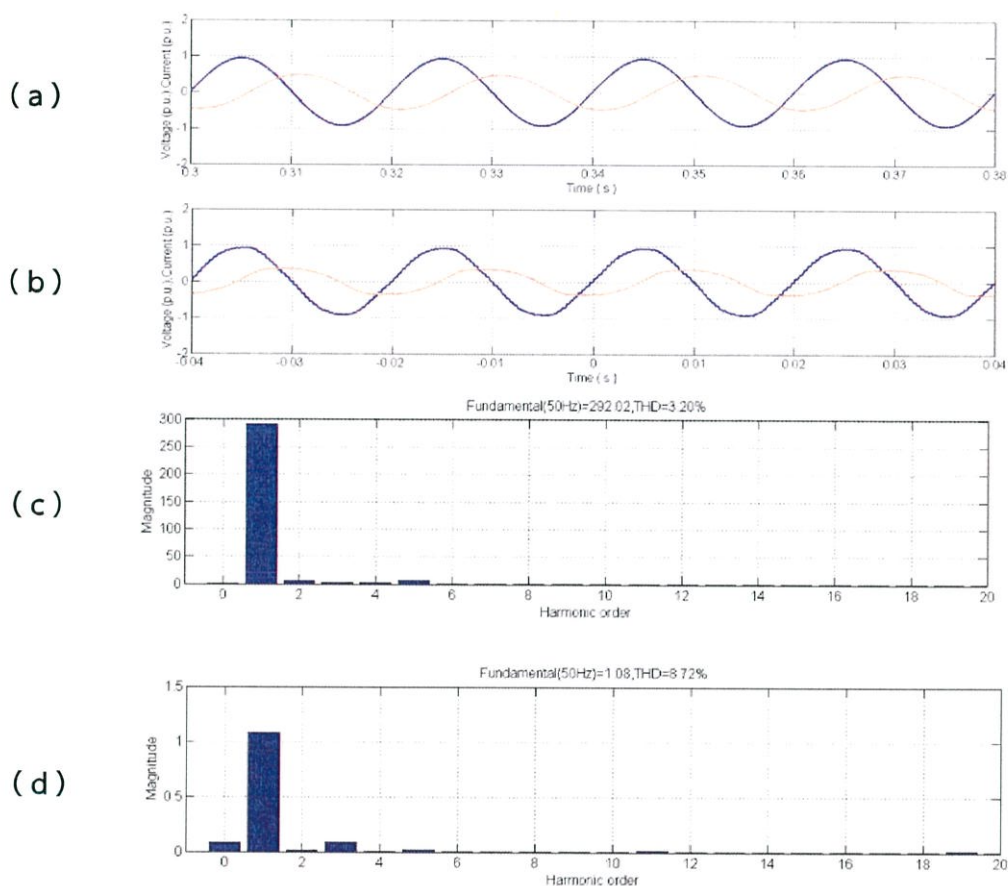 (a)
Voltage (p.u.),Current (p.u.)
2
1
0
-1
-2
0.3 0.31 0.32 0.33 0.34 0.35 0.36 0.37 0.38
Time ( s )
(b)
Voltage (p.u.),Current (p.u.)
2
1
0
-1
-2
-0.04 -0.03 -0.02 -0.01 0 0.01 0.02 0.03 0.04
Time ( s )
(c)
Fundamental(50Hz)=292.02,THD=3.20%
Magnitude
300
250
200
150
100
50
0
0 2 4 6 8 10 12 14 16 18 20
Harmonic order
(d)
Fundamental(50Hz)=1.08,THD=8.72%
Magnitude
1.5
1
0.5
0
0 2 4 6 8 10 12 14 16 18 20
Harmonic order